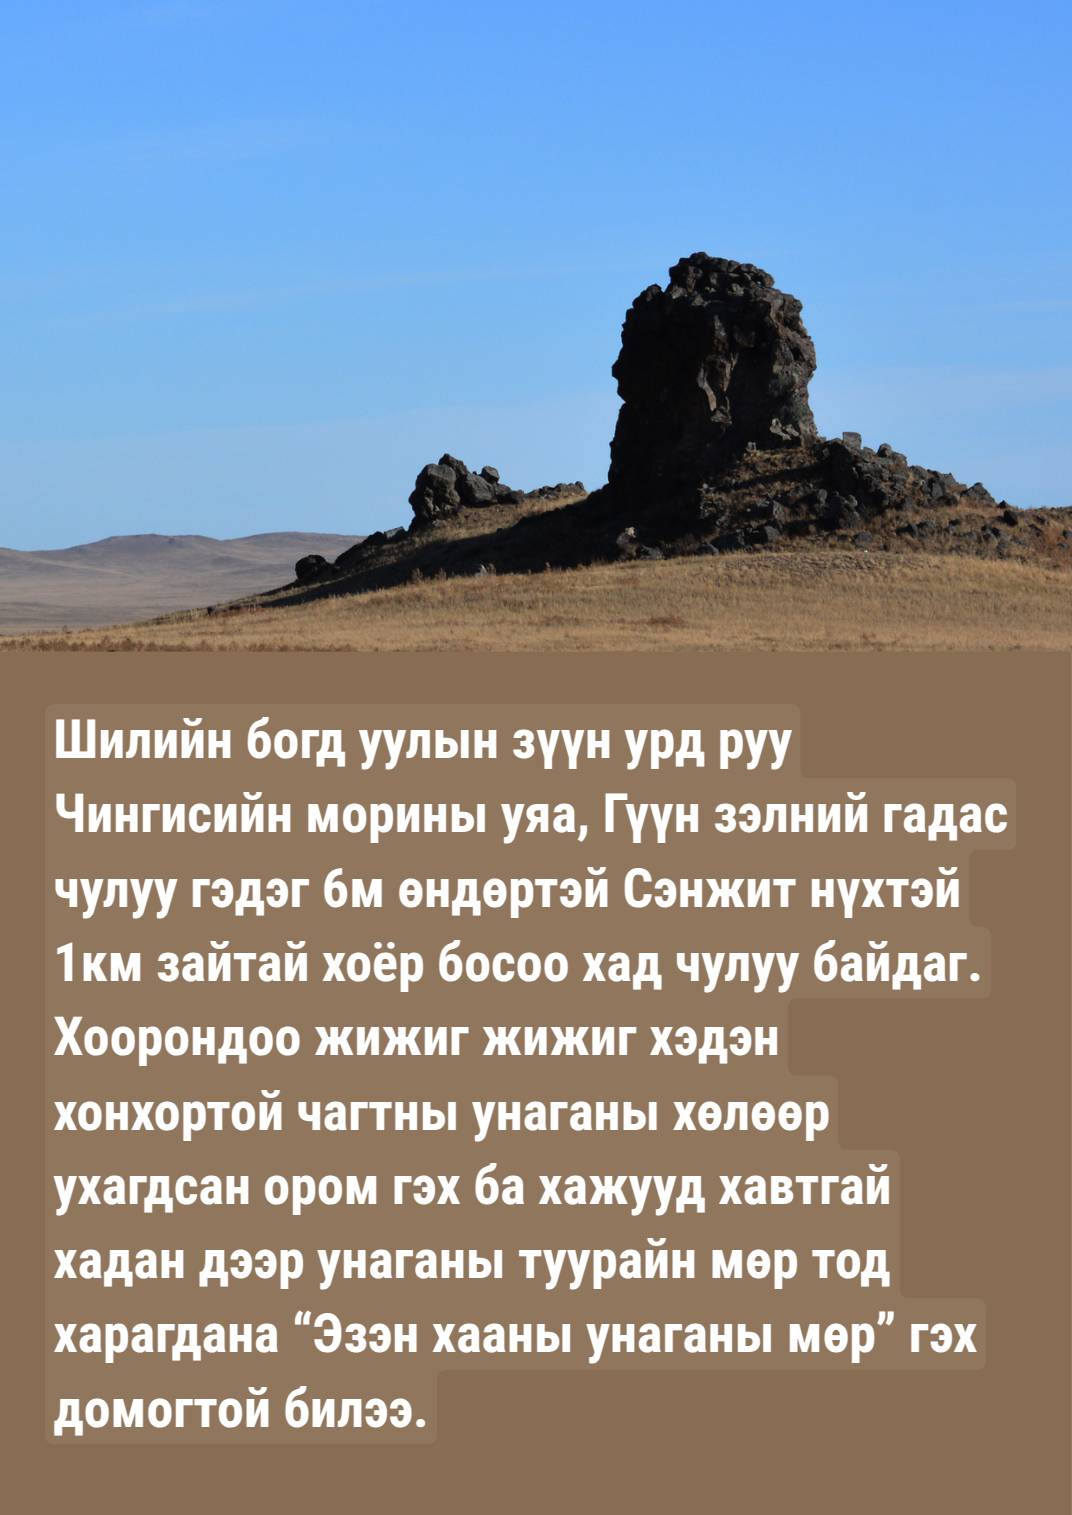 Шилийн богд уулын зүүн урд руу
Чингисийн морины уяа, Гүүн зэлний гадас
чулуу гэдэг 6м өндөртэй Сэнжит нүхтэй
1км зайтай хоёр босоо хад чулуу байдаг.
Хоорондоо жижиг жижиг хэдэн
хонхортой чагтны унаганы хөлөөр
ухагдсан ором гэх ба хажууд хавтгай
хадан дээр унаганы туурайн мөр тод
харагдана “Эзэн хааны унаганы мөр” гэх
домогтой билээ.